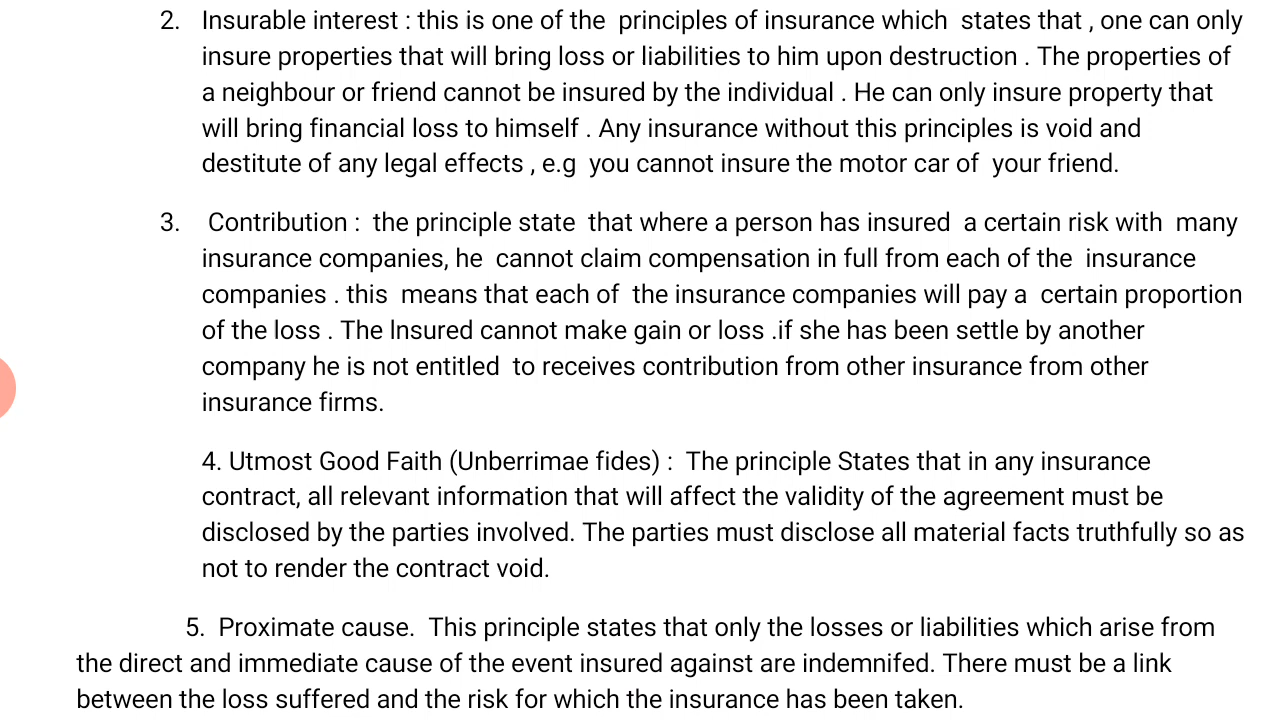 2. Insurable interest : this is one of the principles of insurance which states that , one can only
insure properties that will bring loss or liabilities to him upon destruction . The properties of
a neighbour or friend cannot be insured by the individual . He can only insure property that
will bring financial loss to himself . Any insurance without this principles is void and
destitute of any legal effects , e.g you cannot insure the motor car of your friend.
3. Contribution : the principle state that where a person has insured a certain risk with many
insurance companies, he cannot claim compensation in full from each of the insurance
companies . this means that each of the insurance companies will pay a certain proportion
of the loss . The Insured cannot make gain or loss .if she has been settle by another
company he is not entitled to receives contribution from other insurance from other
insurance firms.
4. Utmost Good Faith (Unberrimae fides) : The principle States that in any insurance
contract, all relevant information that will affect the validity of the agreement must be
disclosed by the parties involved. The parties must disclose all material facts truthfully so as
not to render the contract void.
5. Proximate cause. This principle states that only the losses or liabilities which arise from
the direct and immediate cause of the event insured against are indemnifed. There must be a link
between the loss suffered and the risk for which the insurance has been taken.